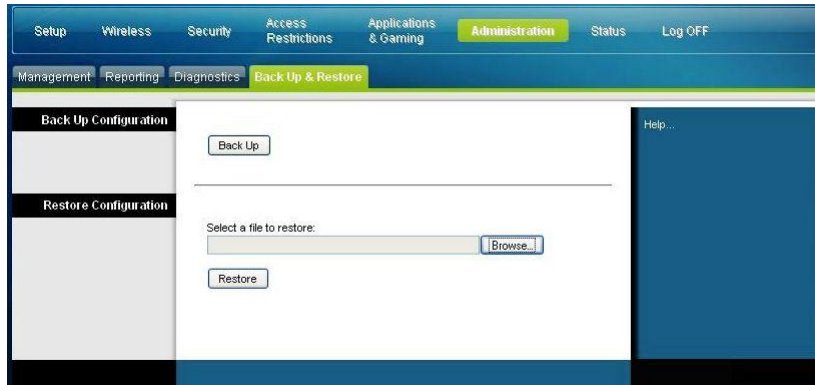 Setup Wireless Security Access Restrictions Applications & Gaming Administration Status Log OFF
Management Reporting Diagnostics Back Up & Restore
Back Up Configuration
Back Up
Help...
Restore Configuration
Select a file to restore:
Browse...
Restore